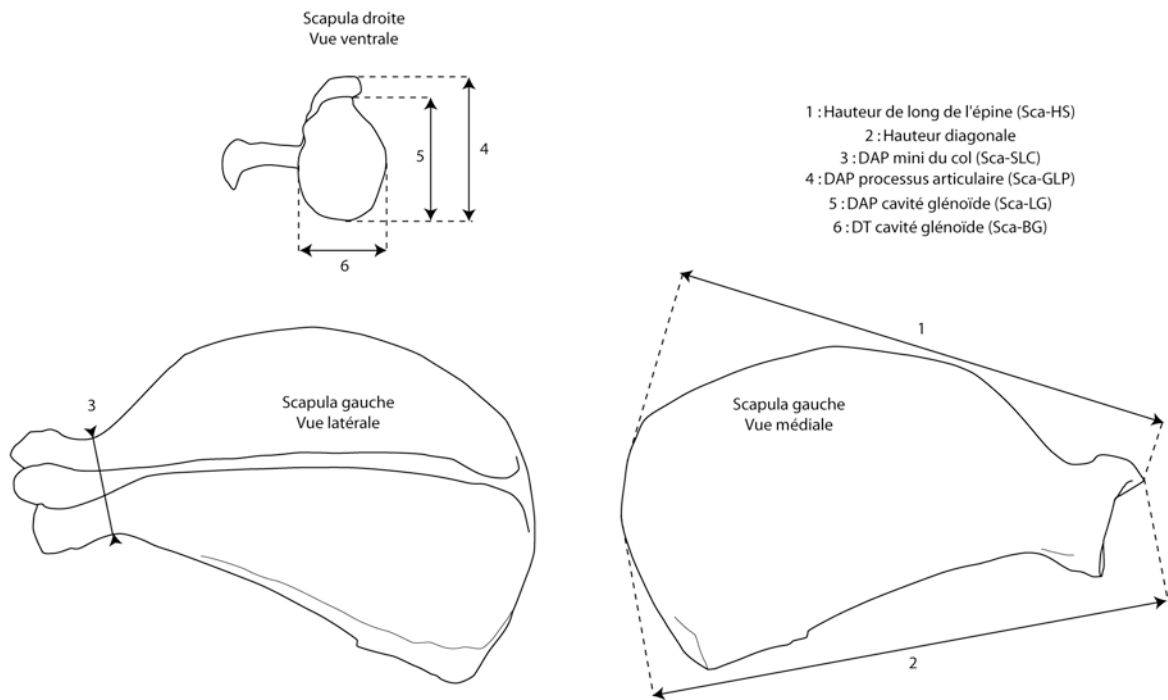 Scapula droite
Vue ventrale
4
5
6
1 : Hauteur de long de l'épine (Sca-HS)
2 : Hauteur diagonale
3 : DAP mini du col (Sca-SLC)
4 : DAP processus articulaire (Sca-GLP)
5 : DAP cavité glénoïde (Sca-LG)
6 : DT cavité glénoïde (Sca-BG)
3
Scapula gauche
Vue latérale
1
Scapula gauche
Vue médiale
2